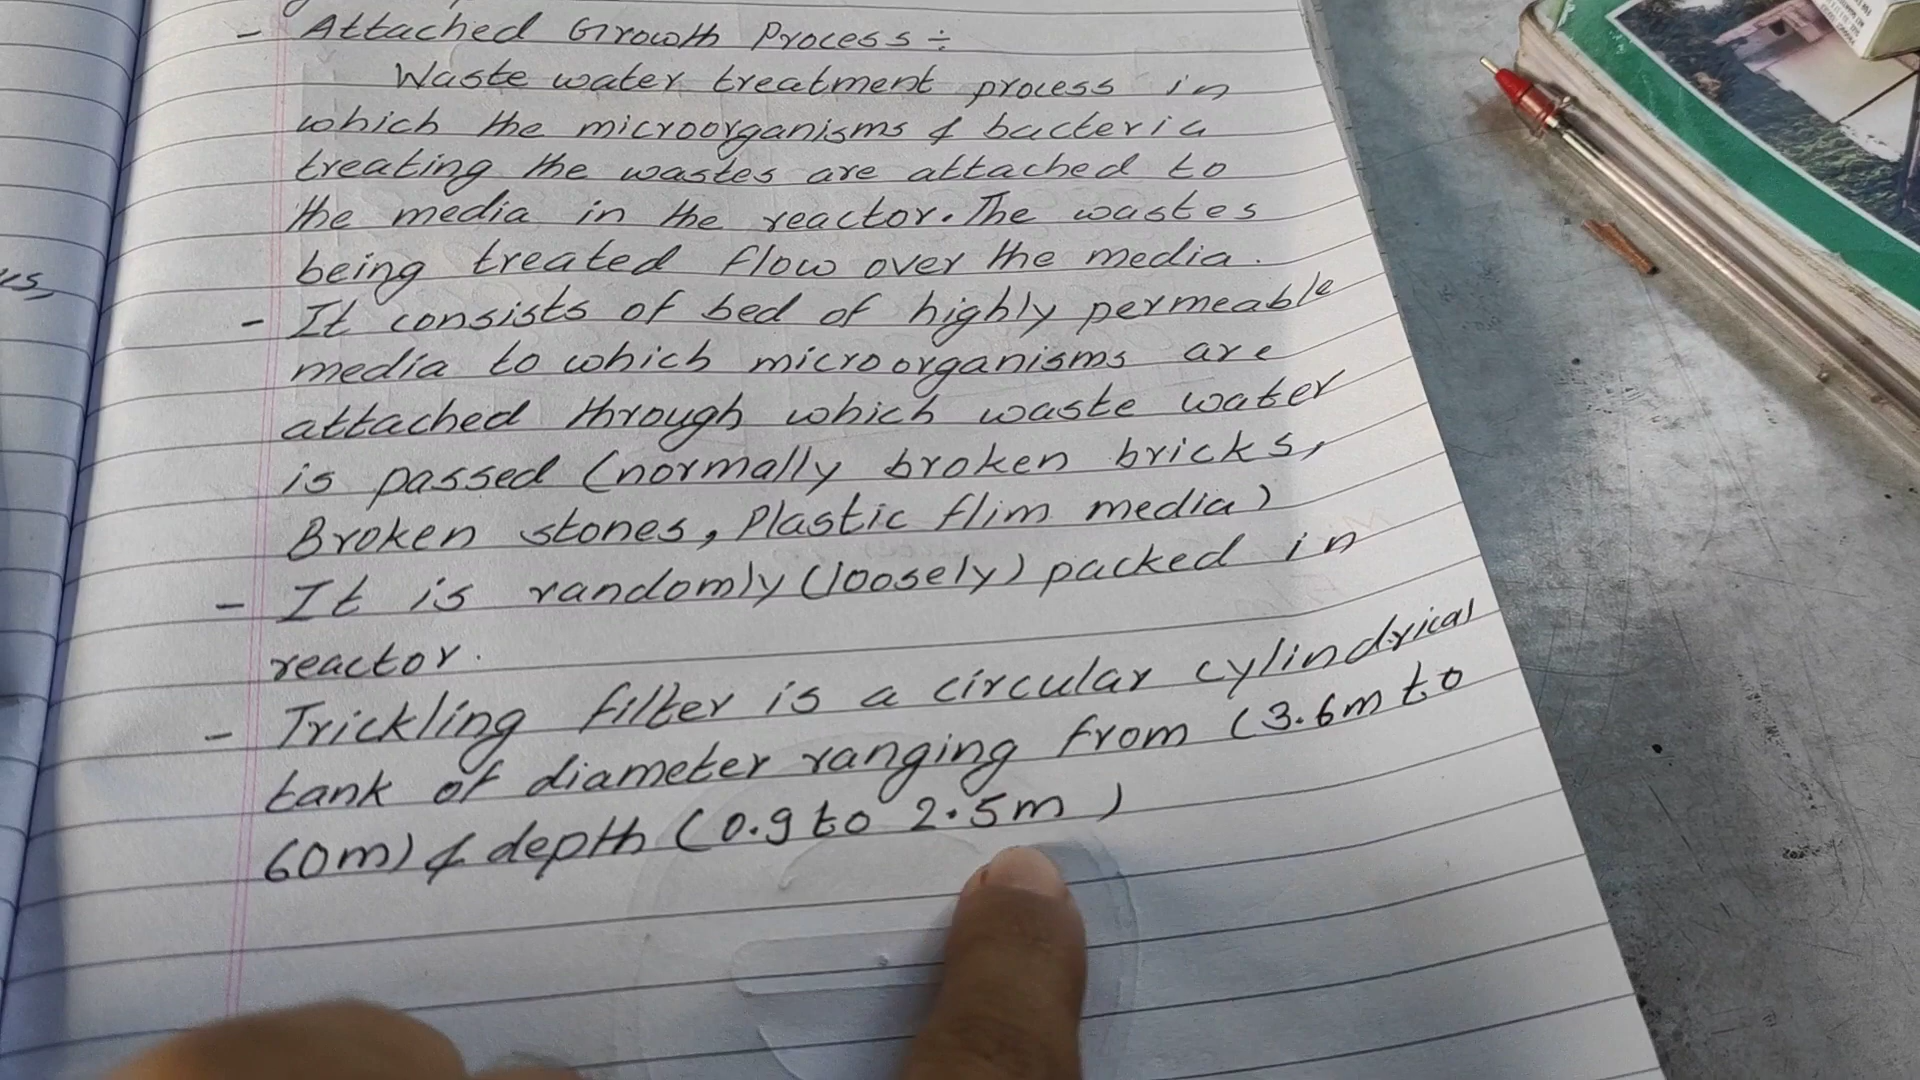 - Attached Growth Process ÷
Waste water treatment process in
which the microorganisms & bacteria
treating the wastes are attached to
the media in the reactor. The wastes
being treated flow over the media.
- It consists of bed of highly permeable
media to which microorganisms are
attached through which waste water
is passed (normally broken bricks,
Broken stones, Plastic flim media)
- It is randomly (loosely) packed in
reactor.
- Trickling filter is a circular cylindrical
tank of diameter ranging from (3.6m to
60m) & depth (0.9 to 2.5m)